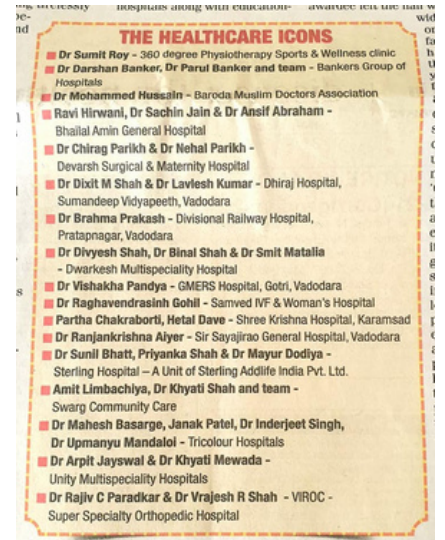 hospitals along with education-
THE HEALTHCARE ICONS
Dr Sumit Roy - 360 degree Physiotherapy Sports & Wellness clinic
Dr Darshan Banker, Dr Parul Banker and team - Bankers Group of
Hospitals
Dr Mohammed Hussain - Baroda Muslim Doctors Association
Ravi Hirwani, Dr Sachin Jain & Dr Ansif Abraham -
Bhailal Amin General Hospital
Dr Chirag Parikh & Dr Nehal Parikh -
Devarsh Surgical & Maternity Hospital
Dr Dixit M Shah & Dr Lavlesh Kumar - Dhiraj Hospital,
Sumandeep Vidyapeeth, Vadodara
Dr Brahma Prakash - Divisional Railway Hospital,
Pratapnagar, Vadodara
Dr Divyesh Shah, Dr Binal Shah & Dr Smit Matalia
- Dwarkesh Multispeciality Hospital
Dr Vishakha Pandya - GMERS Hospital, Gotri, Vadodara
Dr Raghavendrasinh Gohil - Samved IVF & Woman's Hospital
Partha Chakraborti, Hetal Dave - Shree Krishna Hospital, Karamsad
Dr Ranjankrishna Aiyer - Sir Sayajirao General Hospital, Vadodara
Dr Sunil Bhatt, Priyanka Shah & Dr Mayur Dodiya -
Sterling Hospital – A Unit of Sterling Addlife India Pvt. Ltd.
Amit Limbachiya, Dr Khyati Shah and team -
Swarg Community Care
Dr Mahesh Basarge, Janak Patel, Dr Inderjeet Singh,
Dr Upmanyu Mandaloi - Tricolour Hospitals
Dr Arpit Jayswal & Dr Khyati Mewada -
Unity Multispeciality Hospitals
Dr Rajiv C Paradkar & Dr Vrajesh R Shah - VIROC -
Super Specialty Orthopedic Hospital